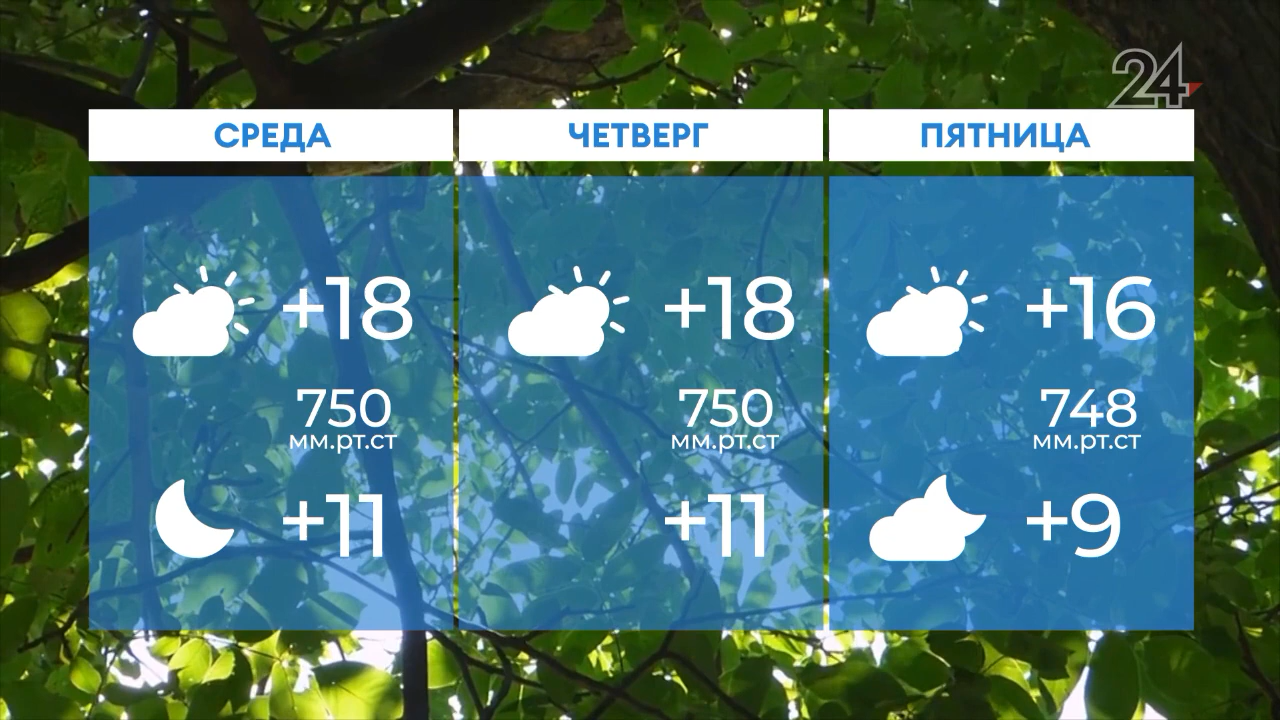 24
СРЕДА
ЧЕТВЕРГ
ПЯТНИЦА
+18
+18
+16
750
750
748
мм.рт.ст
мм.рт.ст
мм.рт.ст
+11
+11
+9